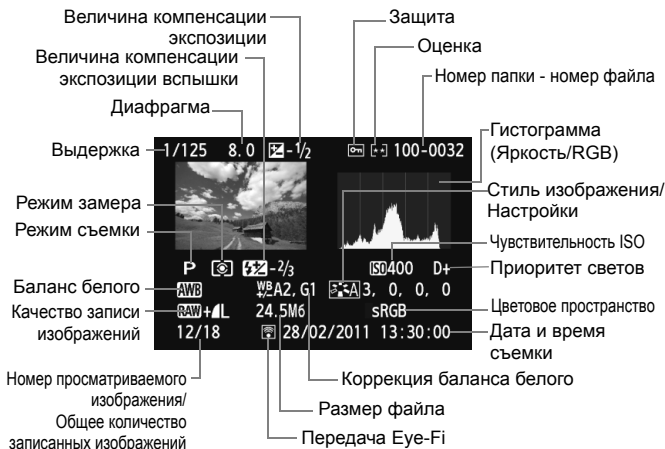 Величина компенсации
экспозиции
Величина компенсации
экспозиции вспышки
Диафрагма
Выдержка
Режим замера
Режим съемки
Баланс белого
Качество записи
изображений
Номер просматриваемого
изображения/
Общее количество
записанных изображений
Защита
Оценка
Номер папки - номер файла
Гистограмма
(Яркость/RGB)
Стиль изображения/
Настройки
Чувствительность ISO
Приоритет светов
Цветовое пространство
Дата и время
съемки
Коррекция баланса белого
Размер файла
Передача Eye-Fi
1/125 8.0 -1/2 100-0032
P -2/3 ISO400 D+
AWB WB A2, G1 A 3, 0, 0, 0
RAW+L 24.5M6 sRGB
12/18 28/02/2011 13:30:00